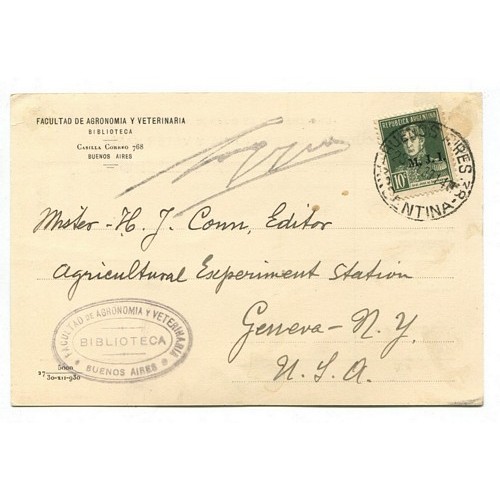 FACULTAD DE AGRONOMIA Y VETERINARIA
BIBLIOTECA
CASILLA CORREO 768
BUENOS AIRES
REPUBLICA ARGENTINA
M. J. I.
10
BUENOS AIRES
ARGENTINA
Mister - H. J. Conn, Editor
Agricultural Experiment Station
Geneva - N. Y.
U. S. A.
FACULTAD DE AGRONOMIA Y VETERINARIA
BIBLIOTECA
BUENOS AIRES
5000
27 30-XII-930